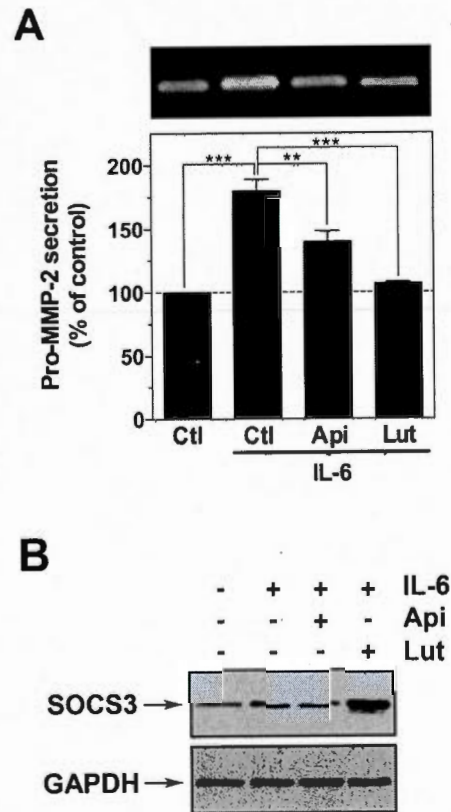 A
*** ** ***
Pro-MMP-2 secretion
(% of control)
200
150
100
50
0
Ctl Ctl Api Lut
IL-6
B
- + + + IL-6
- - + - Api
- - - + Lut
SOCS3
GAPDH